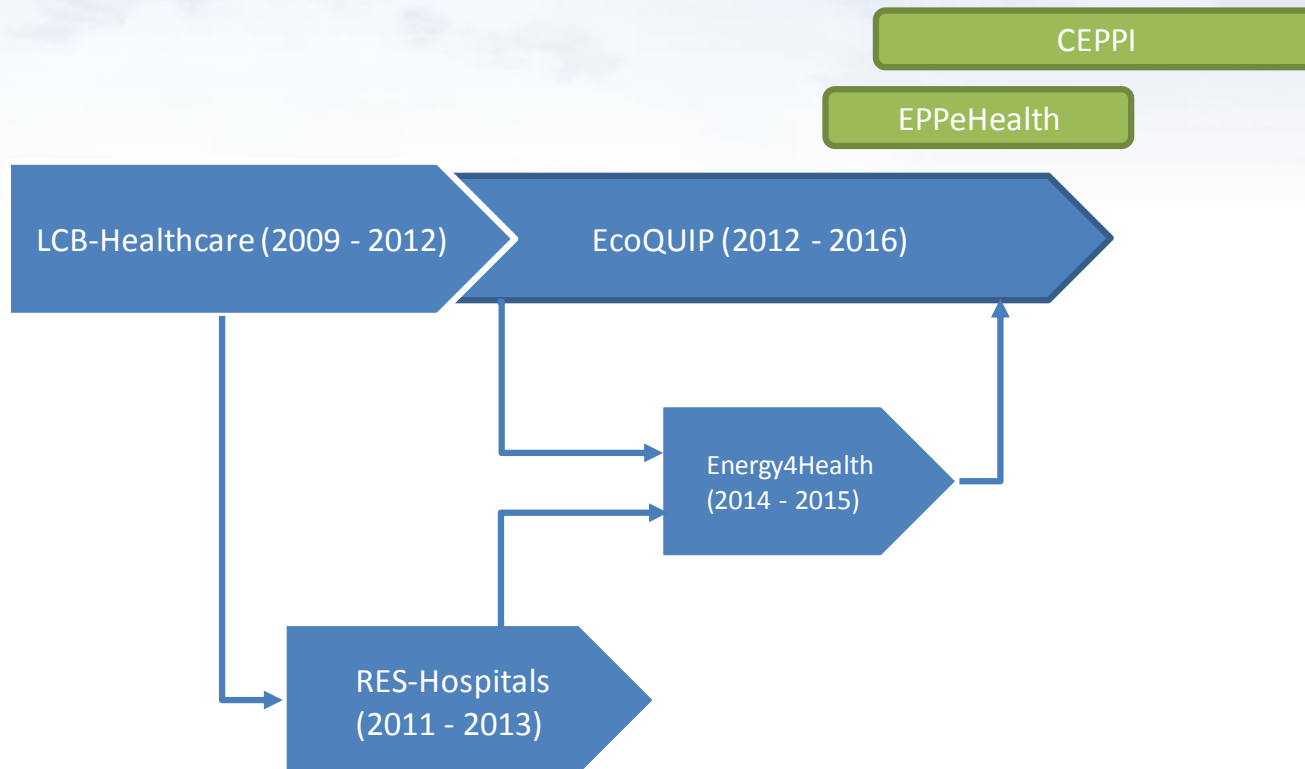 CEPPI
EPPeHealth
LCB-Healthcare (2009 - 2012)
EcoQUIP (2012 - 2016)
Energy4Health
(2014 - 2015)
RES-Hospitals
(2011 - 2013)